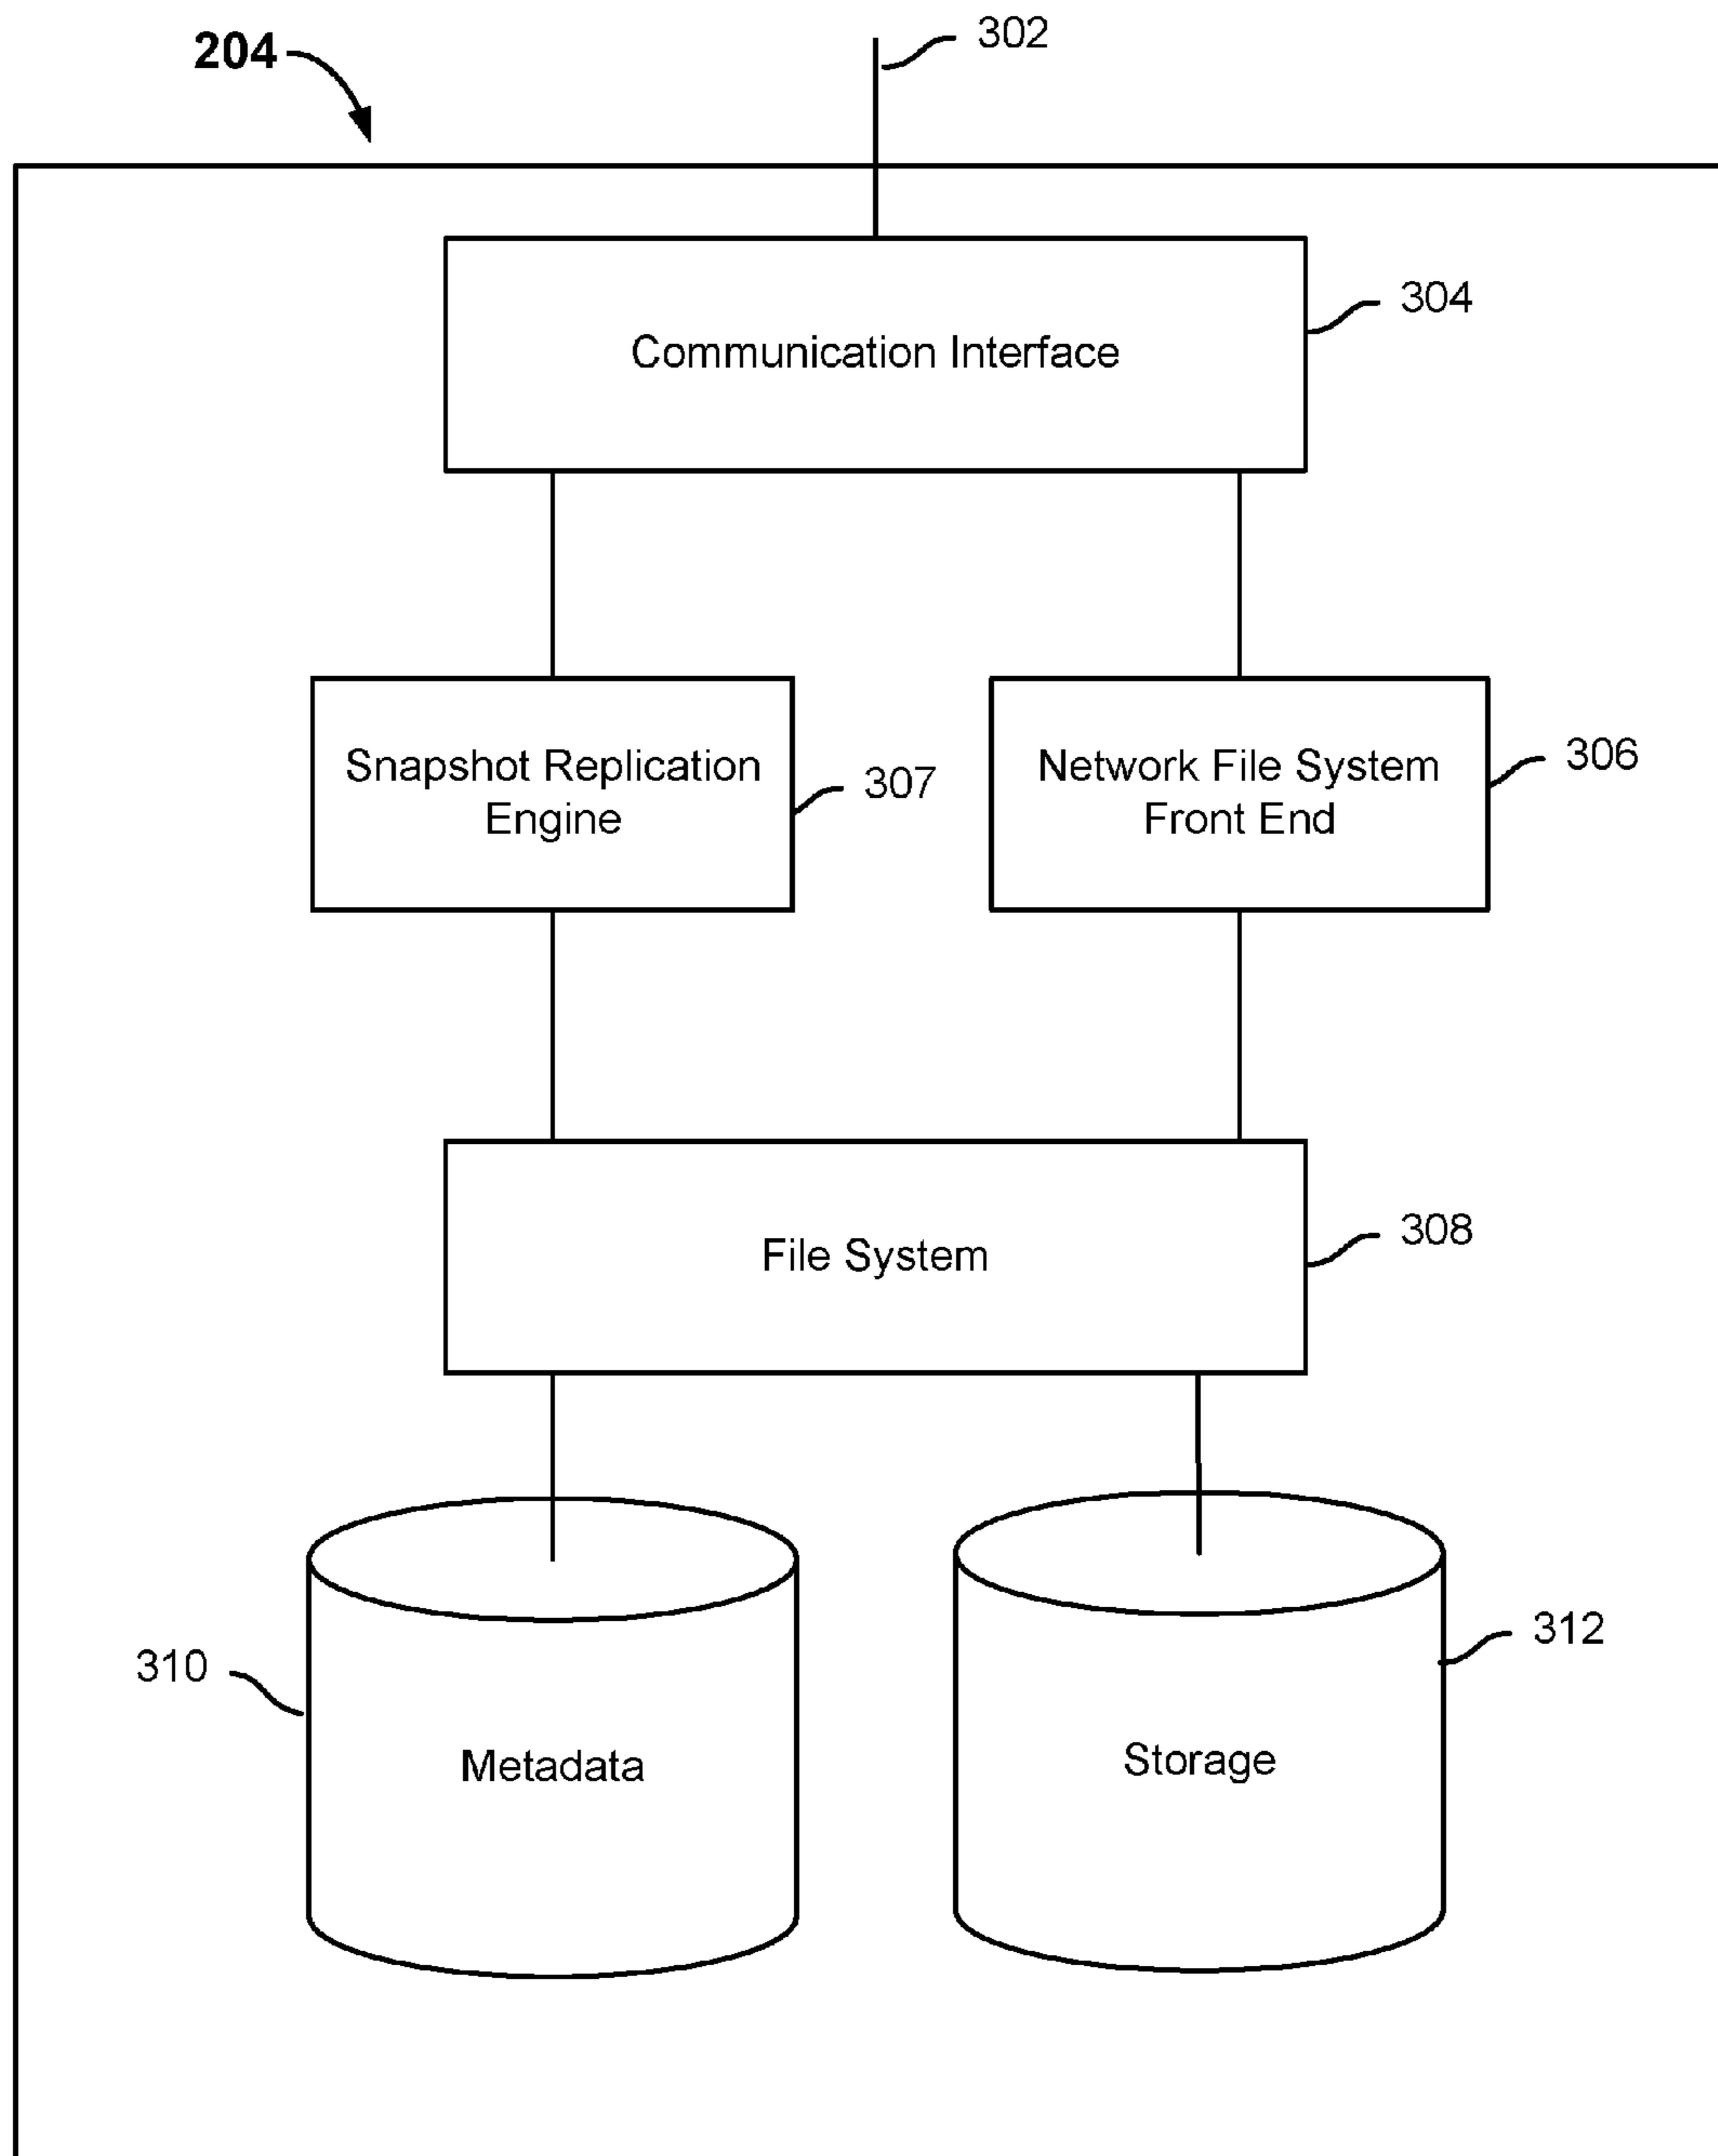 204
302
Communication Interface
304
Snapshot Replication
Engine
307
Network File System
Front End
306
File System
308
310
Metadata
Storage
312